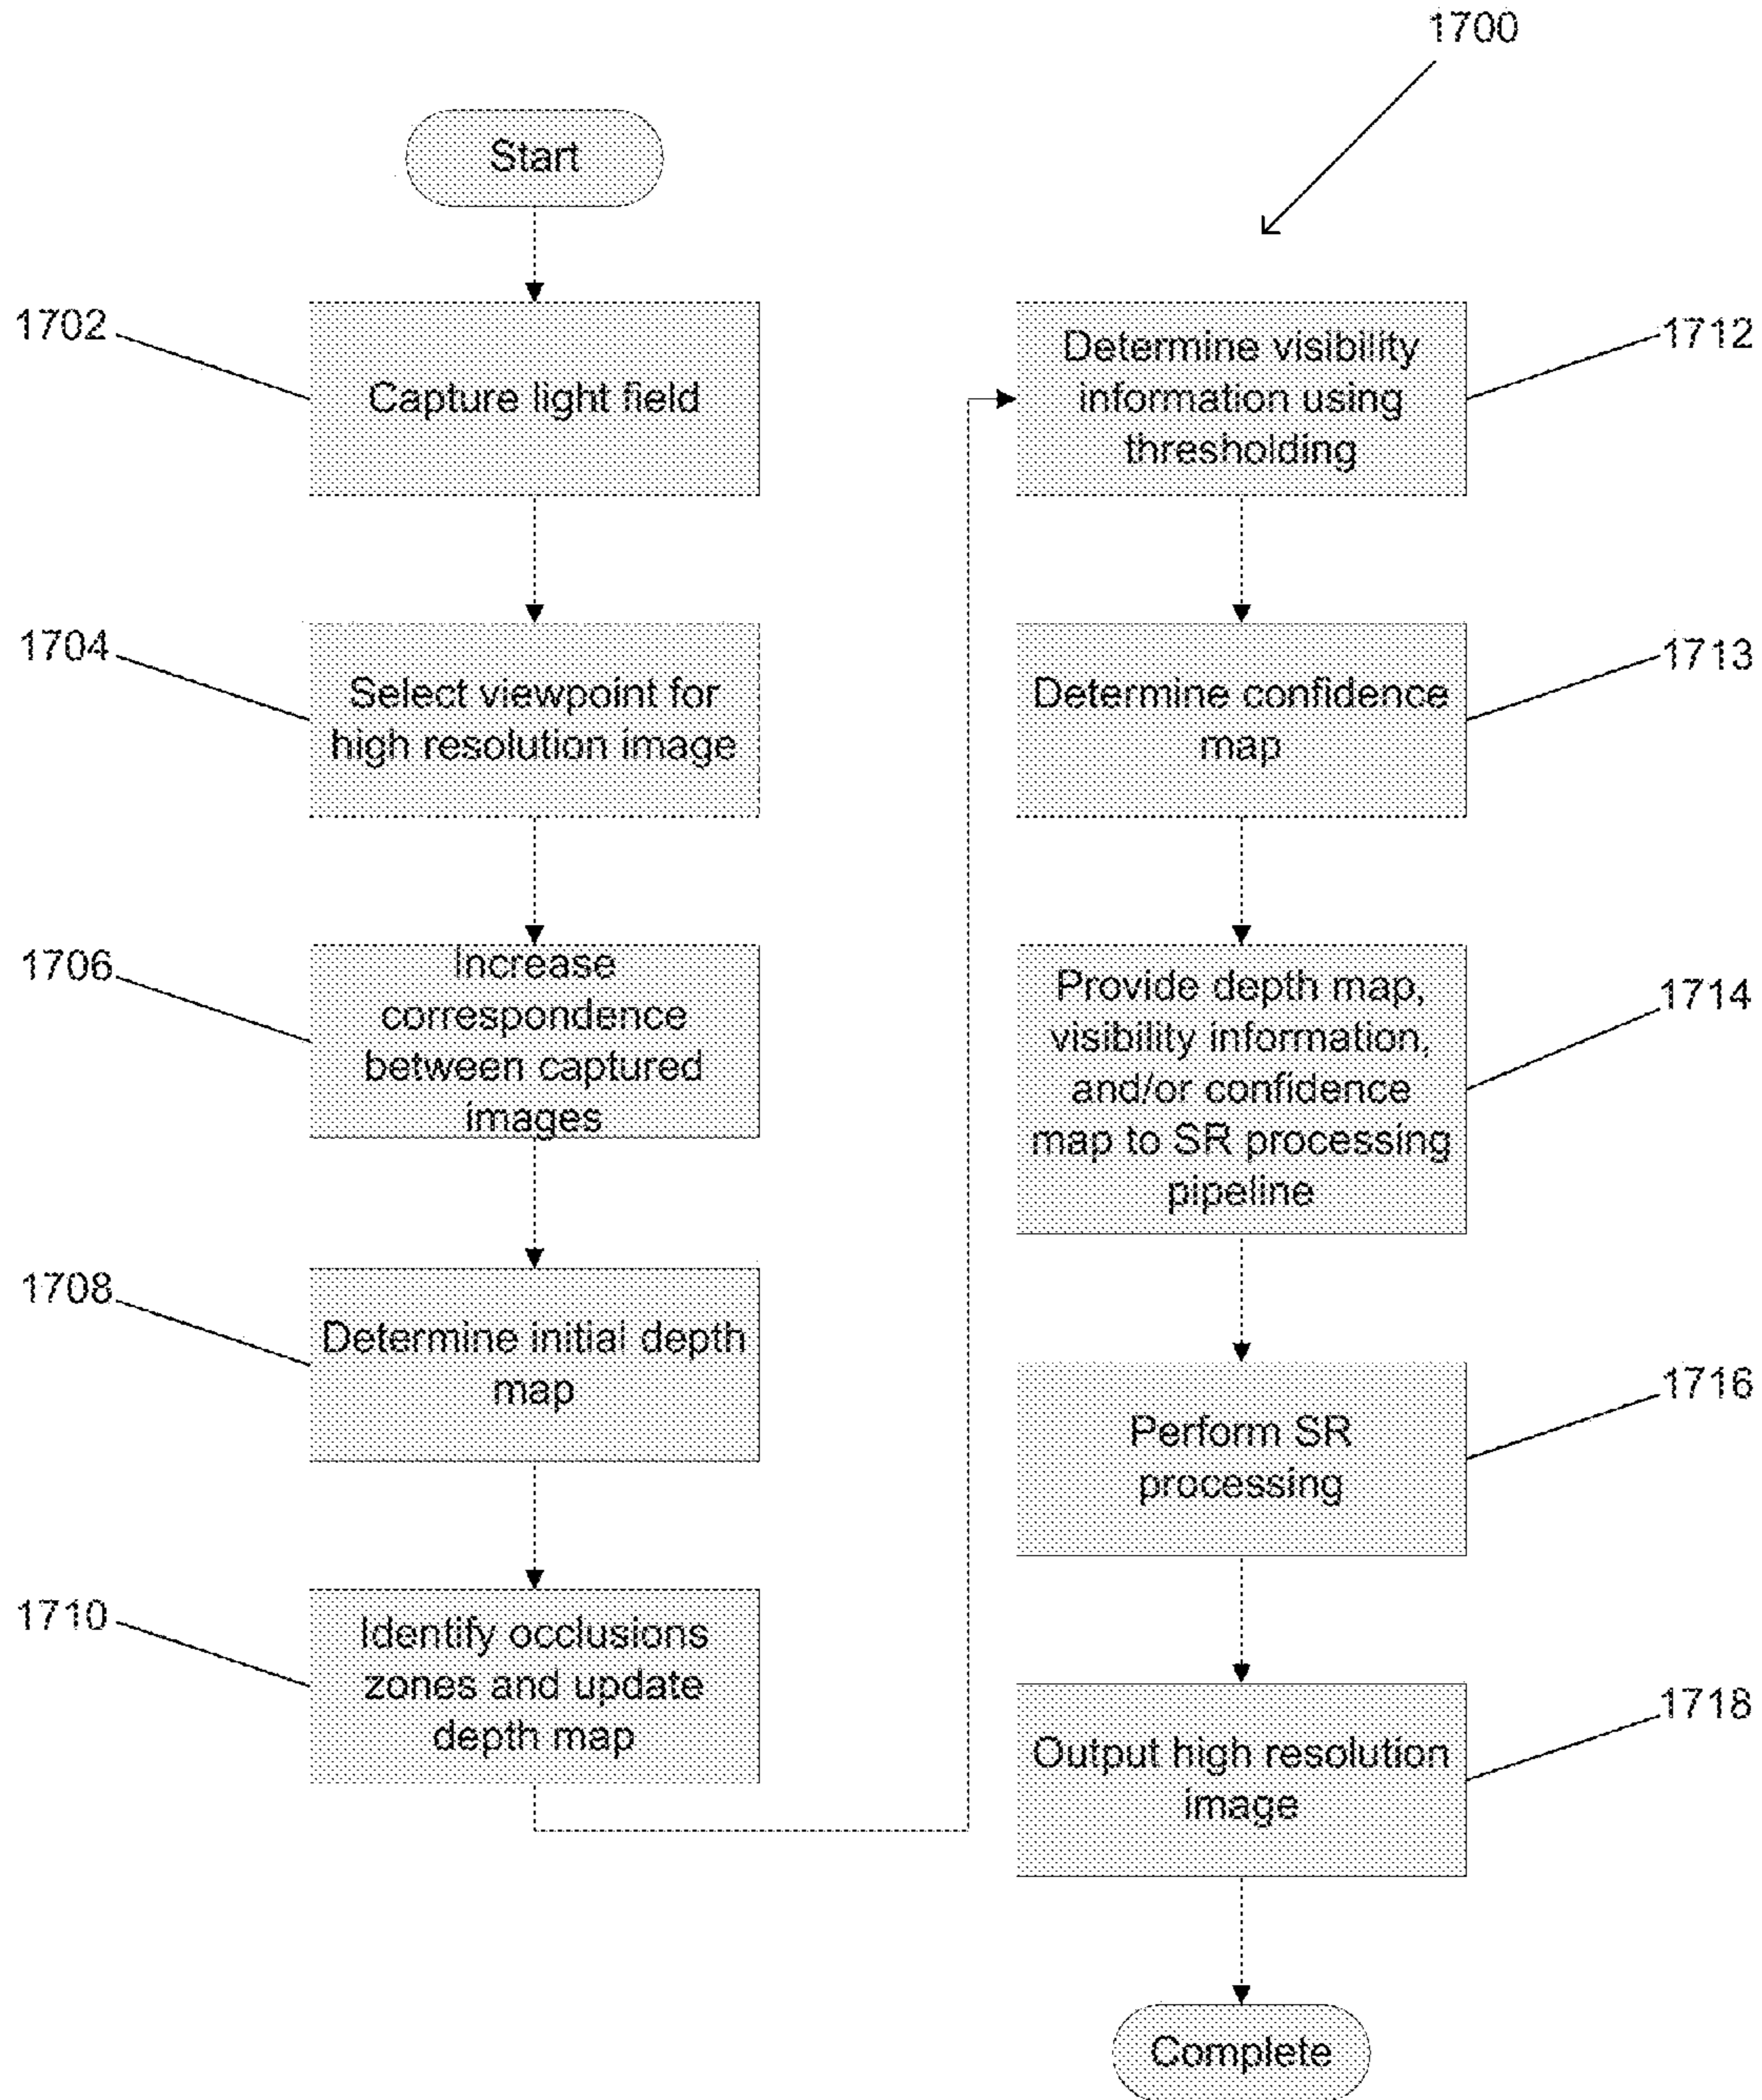 1700
Start
1702
Capture light field
1704
Select viewpoint for
high resolution image
1706
Increase
correspondence
between captured
images
1708
Determine initial depth
map
1710
Identify occlusions
zones and update
depth map
1712
Determine visibility
information using
thresholding
1713
Determine confidence
map
1714
Provide depth map,
visibility information,
and/or confidence
map to SR processing
pipeline
1716
Perform SR
processing
1718
Output high resolution
image
Complete